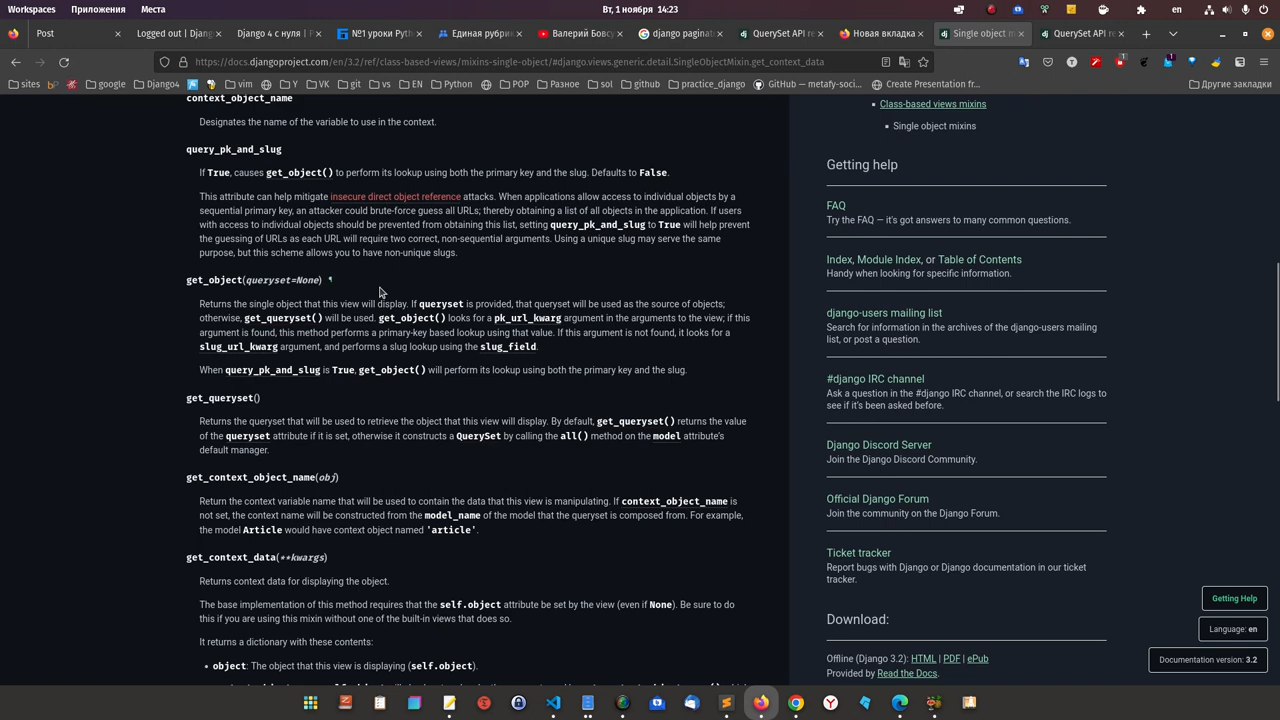 Workspaces Приложения Места Вт, 1 ноября 14:23 en
Post Logged out | Djang Django 4 с нуля | Р №1 уроки Pyth Единая рубрик Валерий Бовсу django paginat QuerySet API re Новая вкладка Single object m QuerySet API re
https://docs.djangoproject.com/en/3.2/ref/class-based-views/mixins-single-object/#django.views.generic.detail.SingleObjectMixin.get_context_data
sites google Django4 vim Y VK git vs EN Python POP Разное sol github practice_django GitHub — metafy-soci... Create Presentation fr... Другие закладки
context_object_name
Designates the name of the variable to use in the context.
query_pk_and_slug
If True, causes get_object() to perform its lookup using both the primary key and the slug. Defaults to False.
This attribute can help mitigate insecure direct object reference attacks. When applications allow access to individual objects by a
sequential primary key, an attacker could brute-force guess all URLs; thereby obtaining a list of all objects in the application. If users
with access to individual objects should be prevented from obtaining this list, setting query_pk_and_slug to True will help prevent
the guessing of URLs as each URL will require two correct, non-sequential arguments. Using a unique slug may serve the same
purpose, but this scheme allows you to have non-unique slugs.
get_object(queryset=None) ¶
Returns the single object that this view will display. If queryset is provided, that queryset will be used as the source of objects;
otherwise, get_queryset() will be used. get_object() looks for a pk_url_kwarg argument in the arguments to the view; if this
argument is found, this method performs a primary-key based lookup using that value. If this argument is not found, it looks for a
slug_url_kwarg argument, and performs a slug lookup using the slug_field.
When query_pk_and_slug is True, get_object() will perform its lookup using both the primary key and the slug.
get_queryset()
Returns the queryset that will be used to retrieve the object that this view will display. By default, get_queryset() returns the value
of the queryset attribute if it is set, otherwise it constructs a QuerySet by calling the all() method on the model attribute's
default manager.
get_context_object_name(obj)
Return the context variable name that will be used to contain the data that this view is manipulating. If context_object_name is
not set, the context name will be constructed from the model_name of the model that the queryset is composed from. For example,
the model Article would have context object named 'article'.
get_context_data(**kwargs)
Returns context data for displaying the object.
The base implementation of this method requires that the self.object attribute be set by the view (even if None). Be sure to do
this if you are using this mixin without one of the built-in views that does so.
It returns a dictionary with these contents:
• object: The object that this view is displaying (self.object).
Class-based views mixins
Single object mixins
Getting help
FAQ
Try the FAQ — it's got answers to many common questions.
Index, Module Index, or Table of Contents
Handy when looking for specific information.
django-users mailing list
Search for information in the archives of the django-users mailing
list, or post a question.
#django IRC channel
Ask a question in the #django IRC channel, or search the IRC logs to
see if it's been asked before.
Django Discord Server
Join the Django Discord Community.
Official Django Forum
Join the community on the Django Forum.
Ticket tracker
Report bugs with Django or Django documentation in our ticket
tracker.
Download:
Offline (Django 3.2): HTML | PDF | ePub
Provided by Read the Docs.
Getting Help
Language: en
Documentation version: 3.2